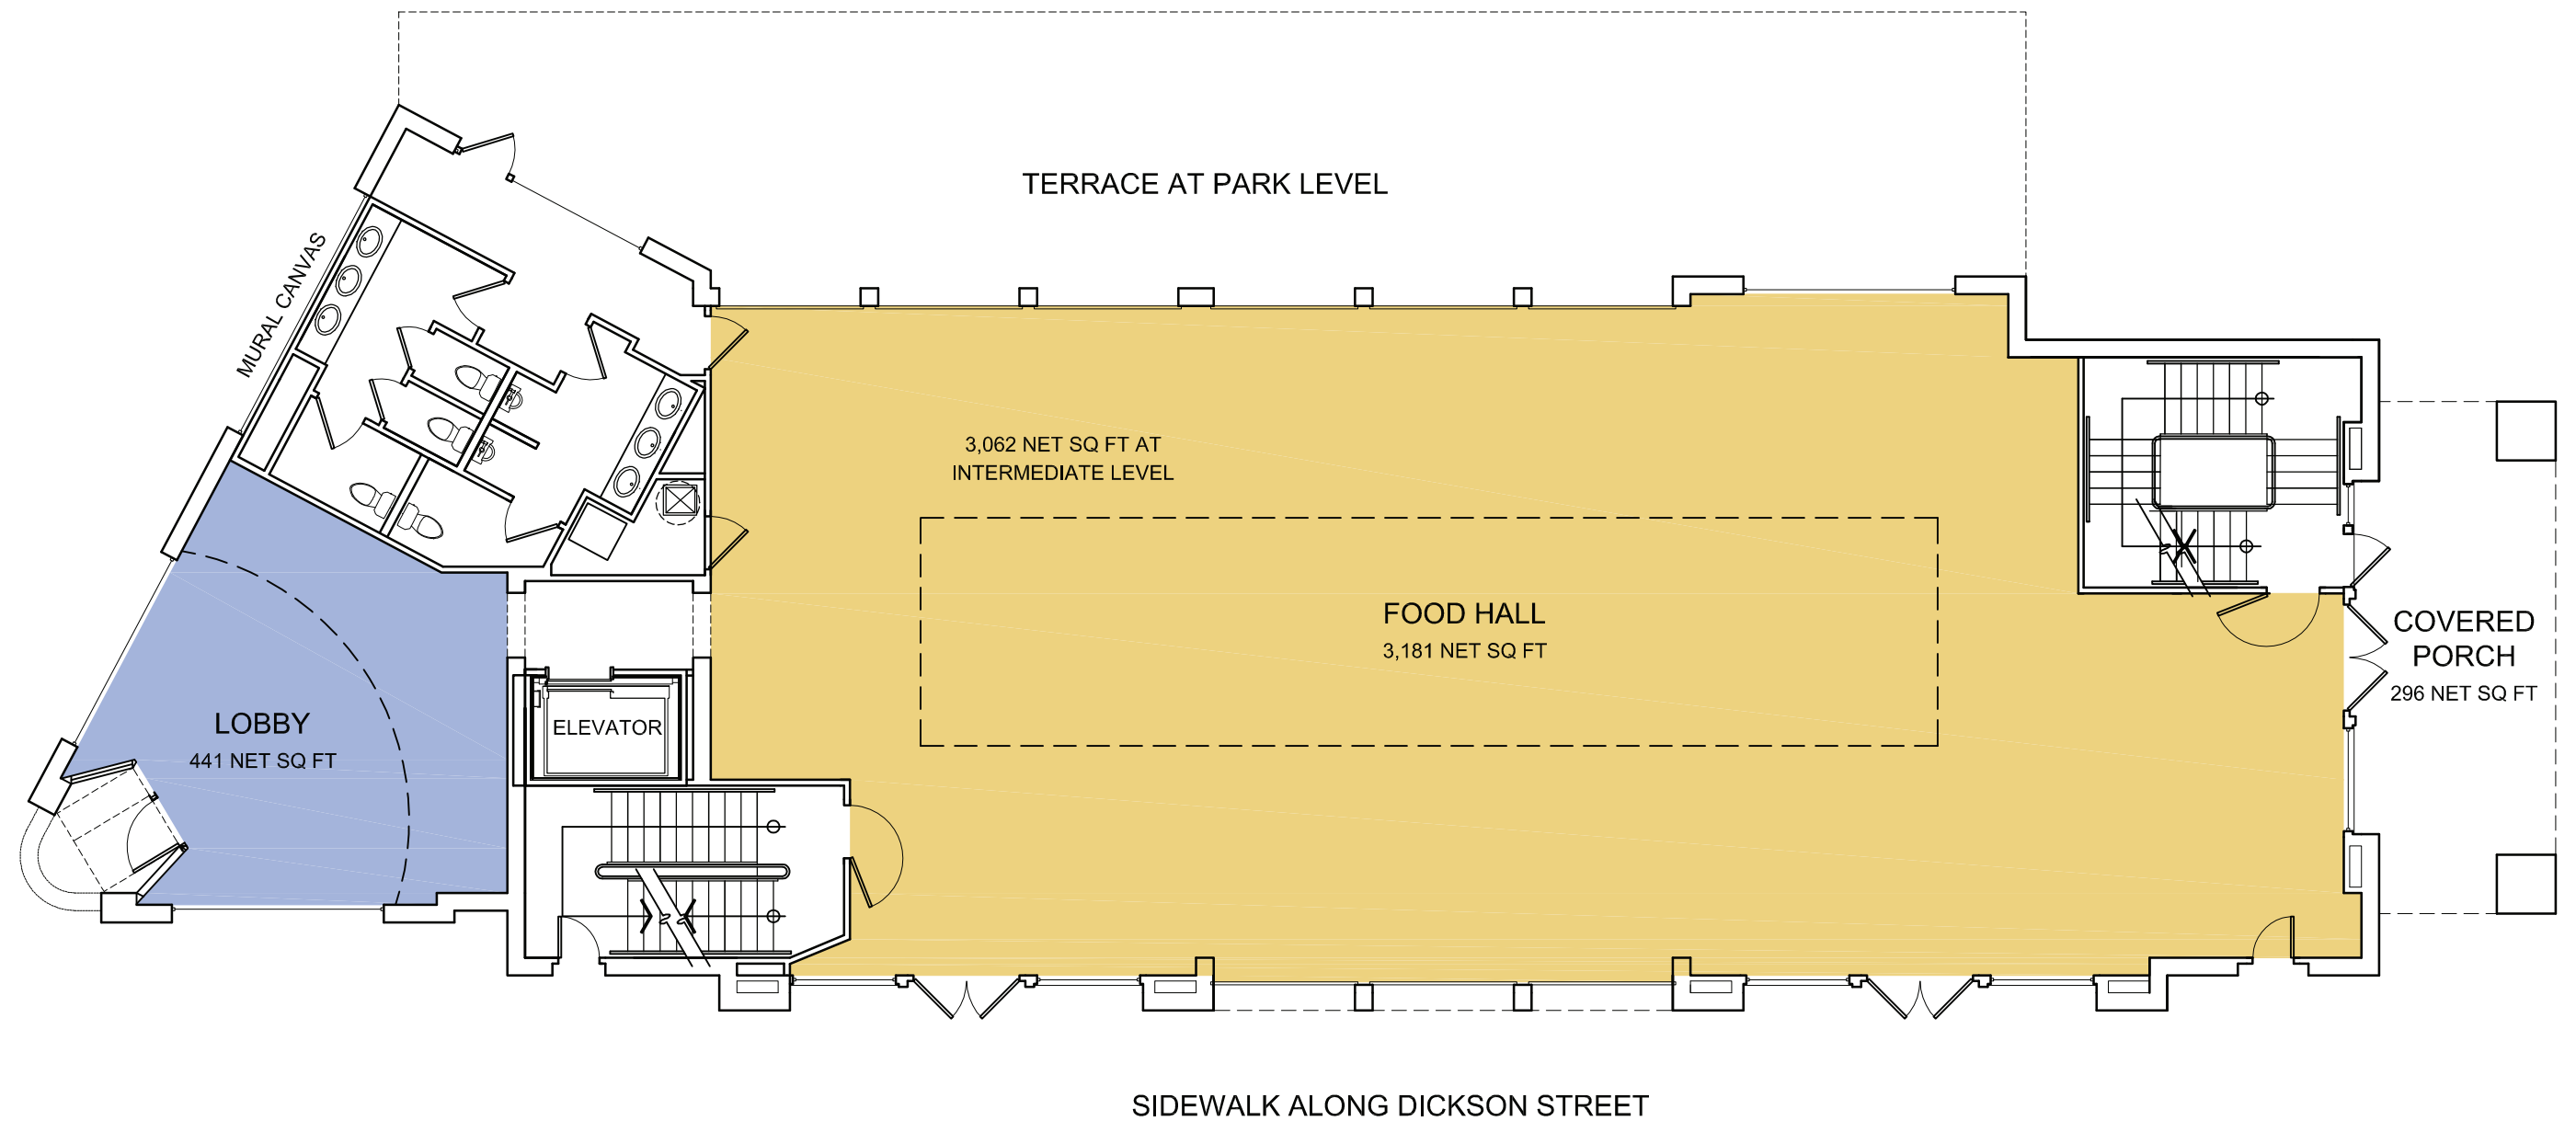 TERRACE AT PARK LEVEL
MURAL CANVAS
3,062 NET SQ FT AT
INTERMEDIATE LEVEL
FOOD HALL
3,181 NET SQ FT
COVERED
PORCH
296 NET SQ FT
LOBBY
441 NET SQ FT
ELEVATOR
SIDEWALK ALONG DICKSON STREET